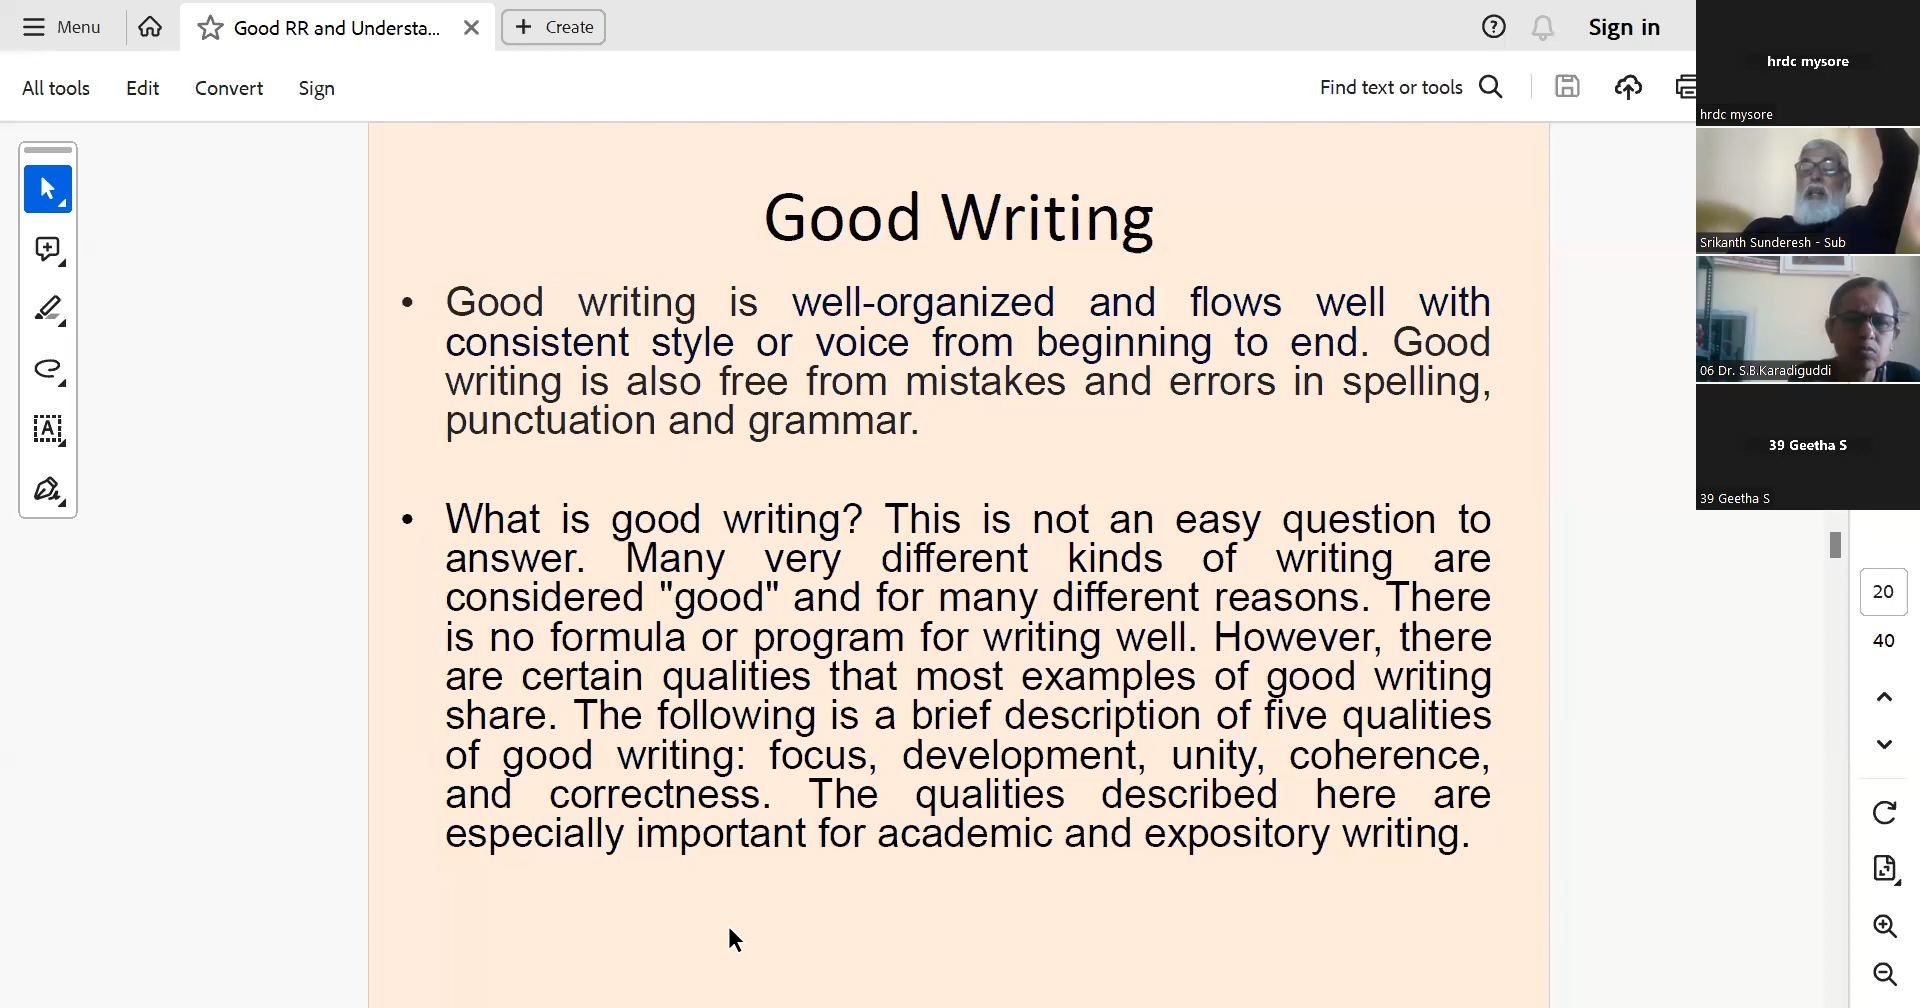 Menu
Good RR and Understa...
Create
Sign in
All tools
Edit
Convert
Sign
Find text or tools
hrdc mysore
hrdc mysore
Srikanth Sunderesh - Sub
06 Dr. S.B.Karadiguddi
39 Geetha S
39 Geetha S
Good Writing
• Good writing is well-organized and flows well with
consistent style or voice from beginning to end. Good
writing is also free from mistakes and errors in spelling,
punctuation and grammar.
• What is good writing? This is not an easy question to
answer. Many very different kinds of writing are
considered "good" and for many different reasons. There
is no formula or program for writing well. However, there
are certain qualities that most examples of good writing
share. The following is a brief description of five qualities
of good writing: focus, development, unity, coherence,
and correctness. The qualities described here are
especially important for academic and expository writing.
20
40